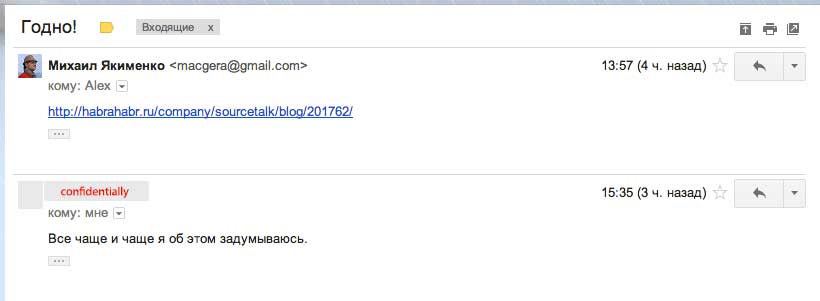 Годно! Входящие x
Михаил Якименко <macgera@gmail.com> 13:57 (4 ч. назад)
кому: Alex
http://habrahabr.ru/company/sourcetalk/blog/201762/
confidentially 15:35 (3 ч. назад)
кому: мне
Все чаще и чаще я об этом задумываюсь.